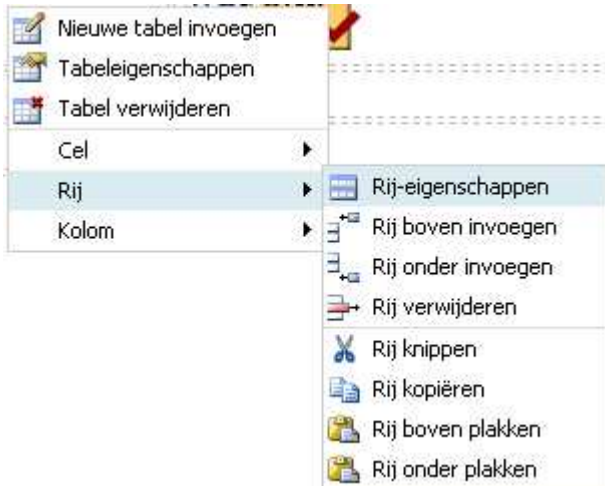 Nieuwe tabel invoegen
Tabeleigenschappen
Tabel verwijderen
Cel
Rij
Kolom
Rij-eigenschappen
Rij boven invoegen
Rij onder invoegen
Rij verwijderen
Rij knippen
Rij kopiëren
Rij boven plakken
Rij onder plakken